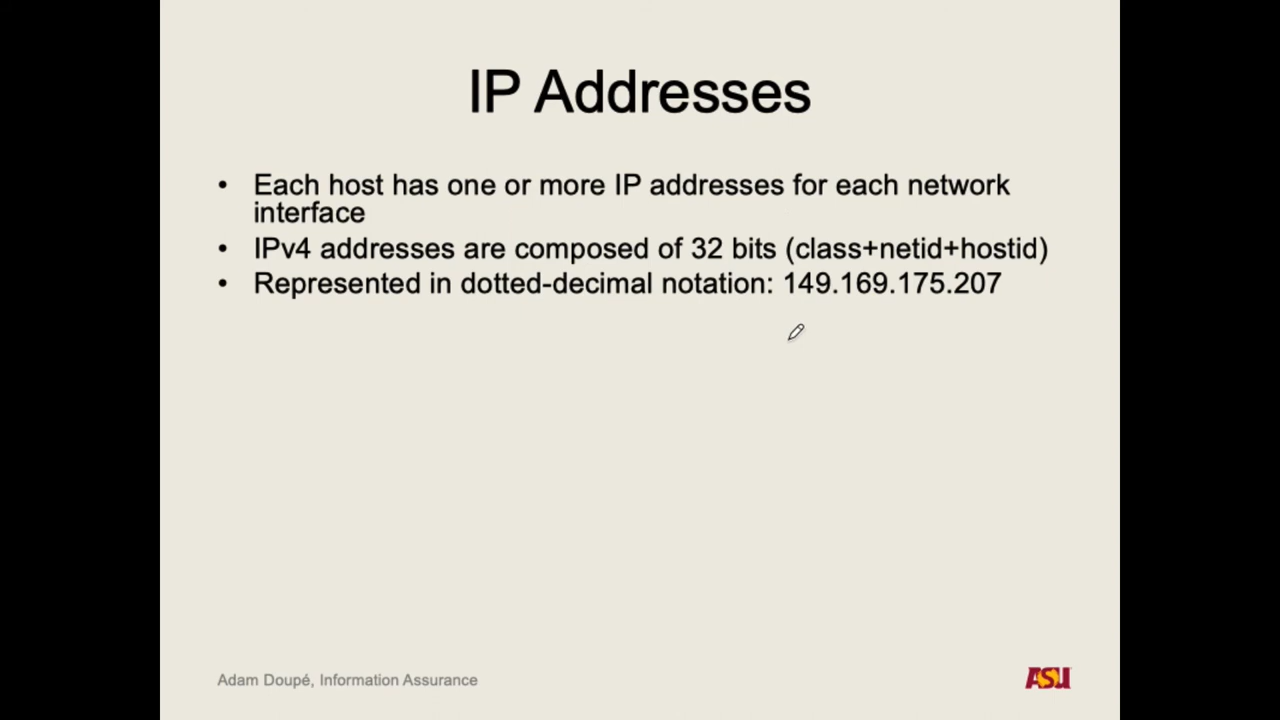 IP Addresses
• Each host has one or more IP addresses for each network
interface
• IPv4 addresses are composed of 32 bits (class+netid+hostid)
• Represented in dotted-decimal notation: 149.169.175.207
Adam Doupé, Information Assurance
ASU